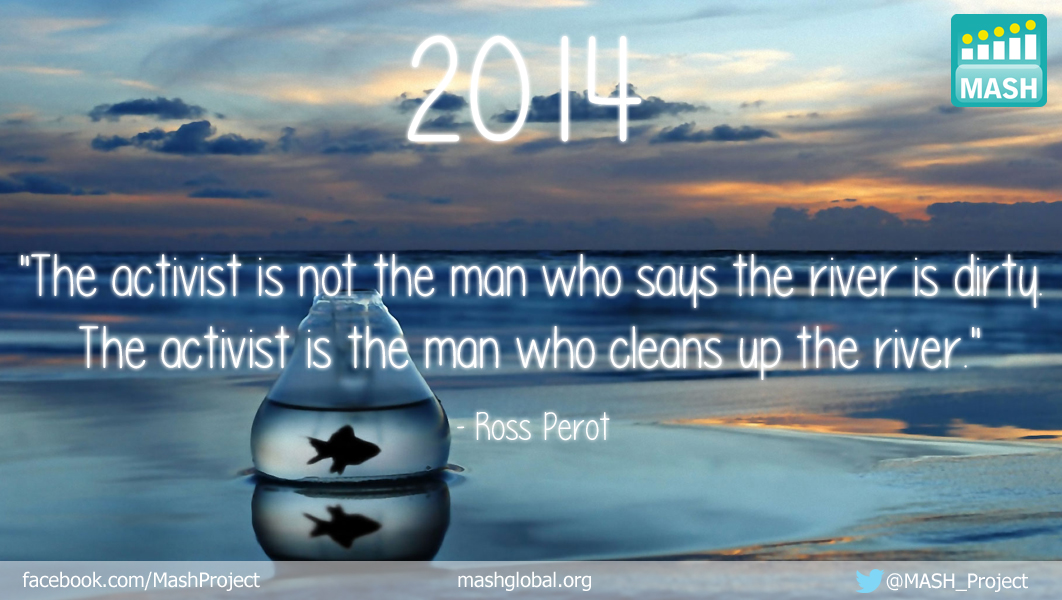 2014
MASH
"The activist is not the man who says the river is dirty.
The activist is the man who cleans up the river."
- Ross Perot
facebook.com/MashProject
mashglobal.org
@MASH_Project